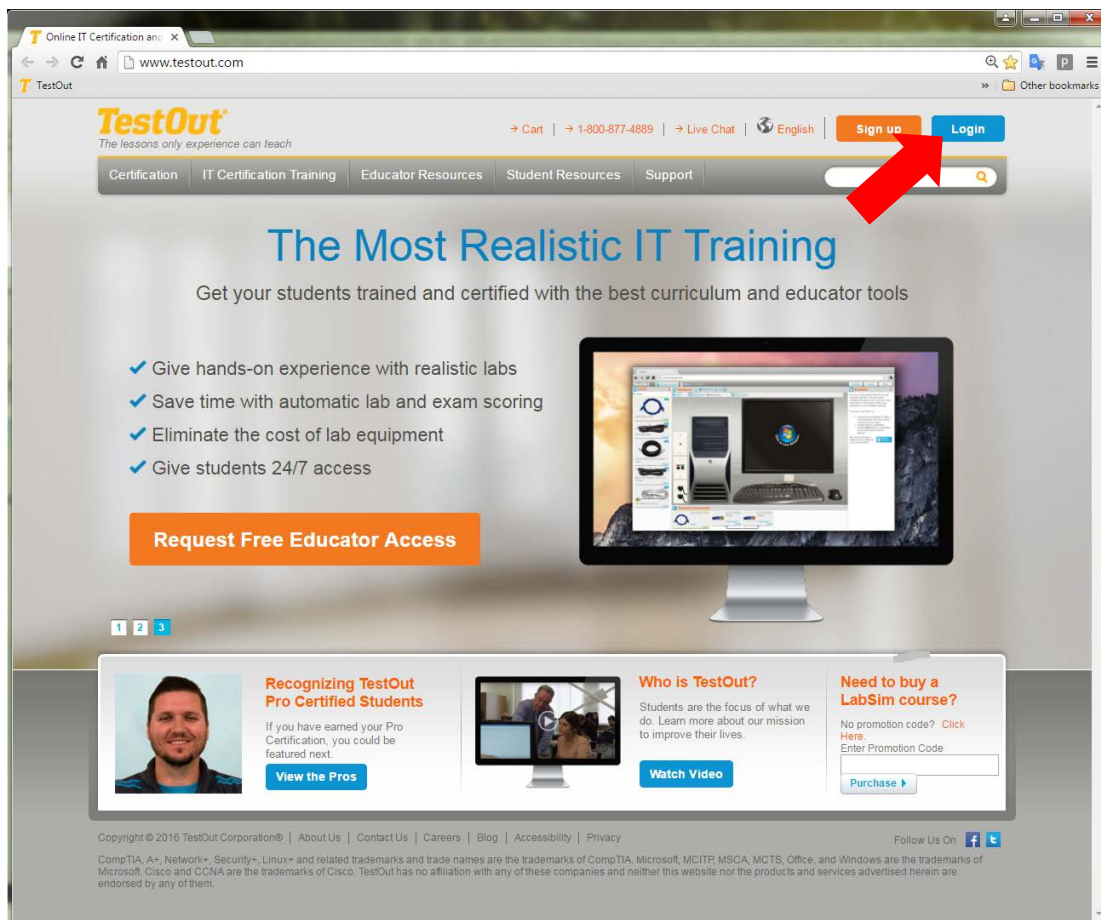 Online IT Certification and
www.testout.com
TestOut
Other bookmarks
TestOut
The lessons only experience can teach
→ Cart | → 1-800-877-4889 | → Live Chat | English | Sign up Login
Certification IT Certification Training Educator Resources Student Resources Support
The Most Realistic IT Training
Get your students trained and certified with the best curriculum and educator tools
✔ Give hands-on experience with realistic labs
✔ Save time with automatic lab and exam scoring
✔ Eliminate the cost of lab equipment
✔ Give students 24/7 access
Request Free Educator Access
1 2 3
Recognizing TestOut
Pro Certified Students
If you have earned your Pro
Certification, you could be
featured next.
View the Pros
Who is TestOut?
Students are the focus of what we
do. Learn more about our mission
to improve their lives.
Watch Video
Need to buy a
LabSim course?
No promotion code? Click
Here.
Enter Promotion Code
Purchase
Copyright © 2016 TestOut Corporation® | About Us | Contact Us | Careers | Blog | Accessibility | Privacy
Follow Us On
CompTIA, A+, Network+, Security+, Linux+ and related trademarks and trade names are the trademarks of CompTIA. Microsoft, MCITP, MSCA, MCTS, Office, and Windows are the trademarks of
Microsoft. Cisco and CCNA are the trademarks of Cisco. TestOut has no affiliation with any of these companies and neither this website nor the products and services advertised herein are
endorsed by any of them.